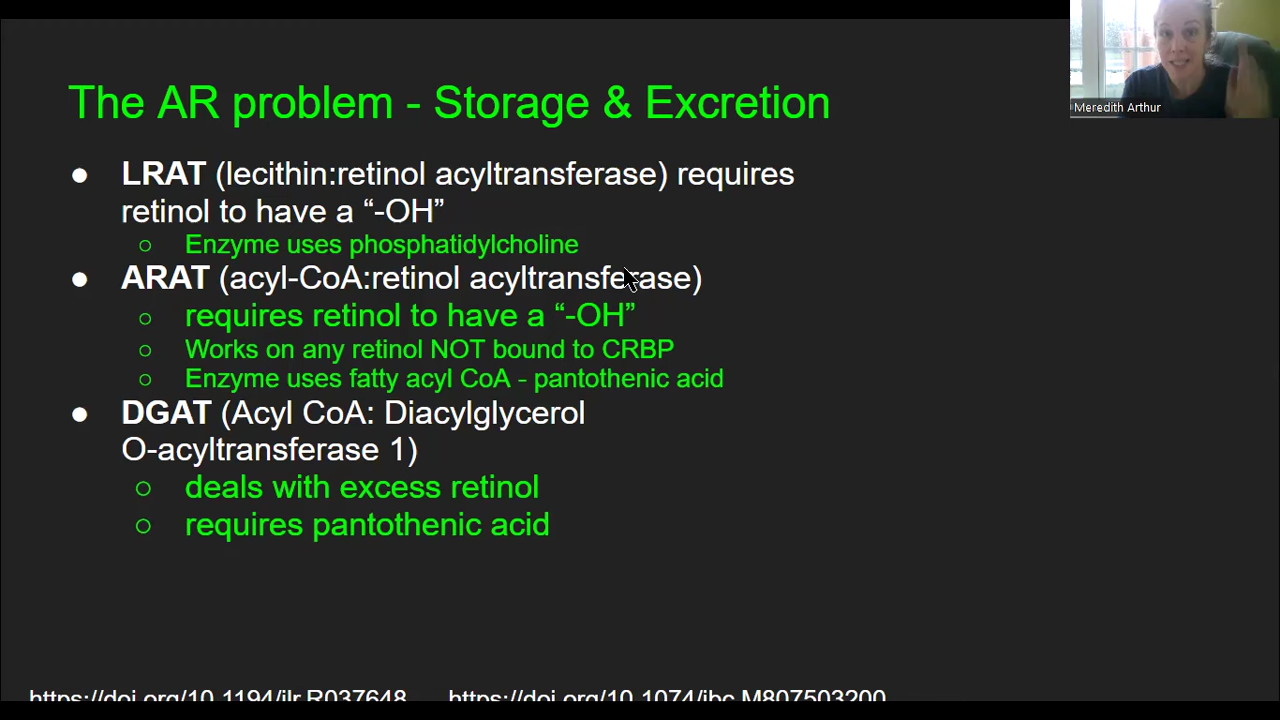 The AR problem - Storage & Excretion
Meredith Arthur
● LRAT (lecithin:retinol acyltransferase) requires
retinol to have a “-OH”
○ Enzyme uses phosphatidylcholine
● ARAT (acyl-CoA:retinol acyltransferase)
○ requires retinol to have a “-OH”
○ Works on any retinol NOT bound to CRBP
○ Enzyme uses fatty acyl CoA - pantothenic acid
● DGAT (Acyl CoA: Diacylglycerol
O-acyltransferase 1)
○ deals with excess retinol
○ requires pantothenic acid
https://doi.org/10.1194/jlr.R037648 https://doi.org/10.1074/jbc.M807503200